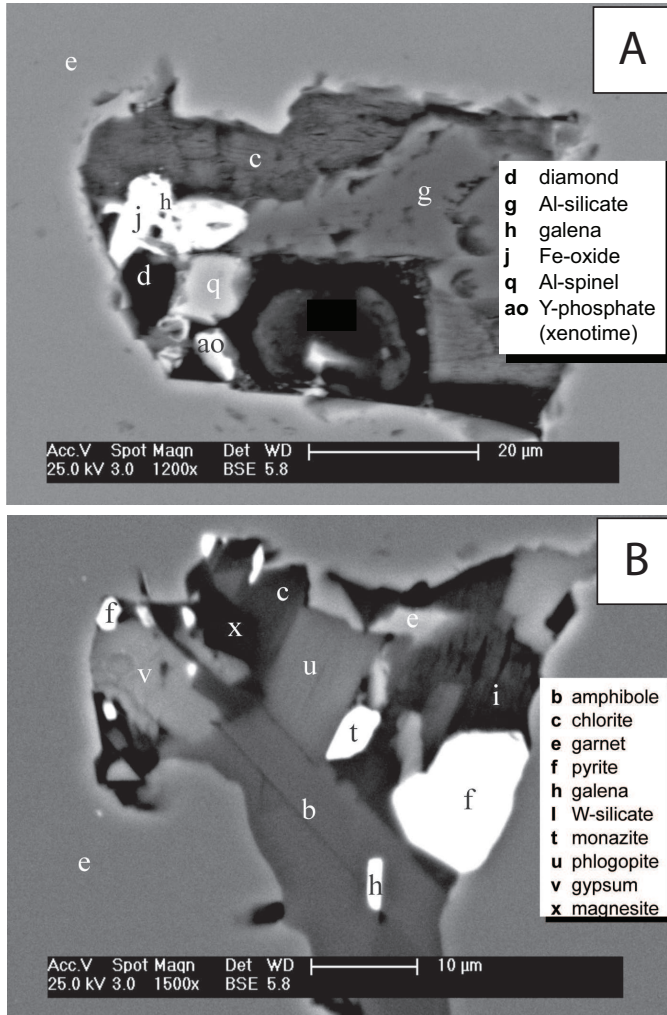 A
e
c
h
j
g
d
q
ao
d diamond
g Al-silicate
h galena
j Fe-oxide
q Al-spinel
ao Y-phosphate
(xenotime)
Acc.V Spot Magn Det WD
25.0 kV 3.0 1200x BSE 5.8
20 µm
B
f
c
x
e
v
u
i
t
b
f
e
h
b amphibole
c chlorite
e garnet
f pyrite
h galena
l W-silicate
t monazite
u phlogopite
v gypsum
x magnesite
Acc.V Spot Magn Det WD
25.0 kV 3.0 1500x BSE 5.8
10 µm